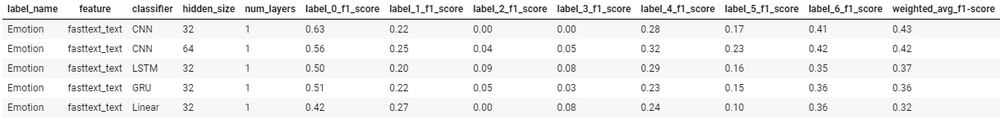 label_name feature classifier hidden_size num_layers label_0_f1_score label_1_f1_score label_2_f1_score label_3_f1_score label_4_f1_score label_5_f1_score label_6_f1_score weighted_avg_f1-score
Emotion fasttext_text CNN 32 1 0.63 0.22 0.00 0.00 0.28 0.17 0.41 0.43
Emotion fasttext_text CNN 64 1 0.56 0.25 0.04 0.05 0.32 0.23 0.42 0.42
Emotion fasttext_text LSTM 32 1 0.50 0.20 0.09 0.08 0.29 0.16 0.35 0.37
Emotion fasttext_text GRU 32 1 0.51 0.22 0.05 0.03 0.23 0.15 0.36 0.36
Emotion fasttext_text Linear 32 1 0.42 0.27 0.00 0.08 0.24 0.10 0.36 0.32